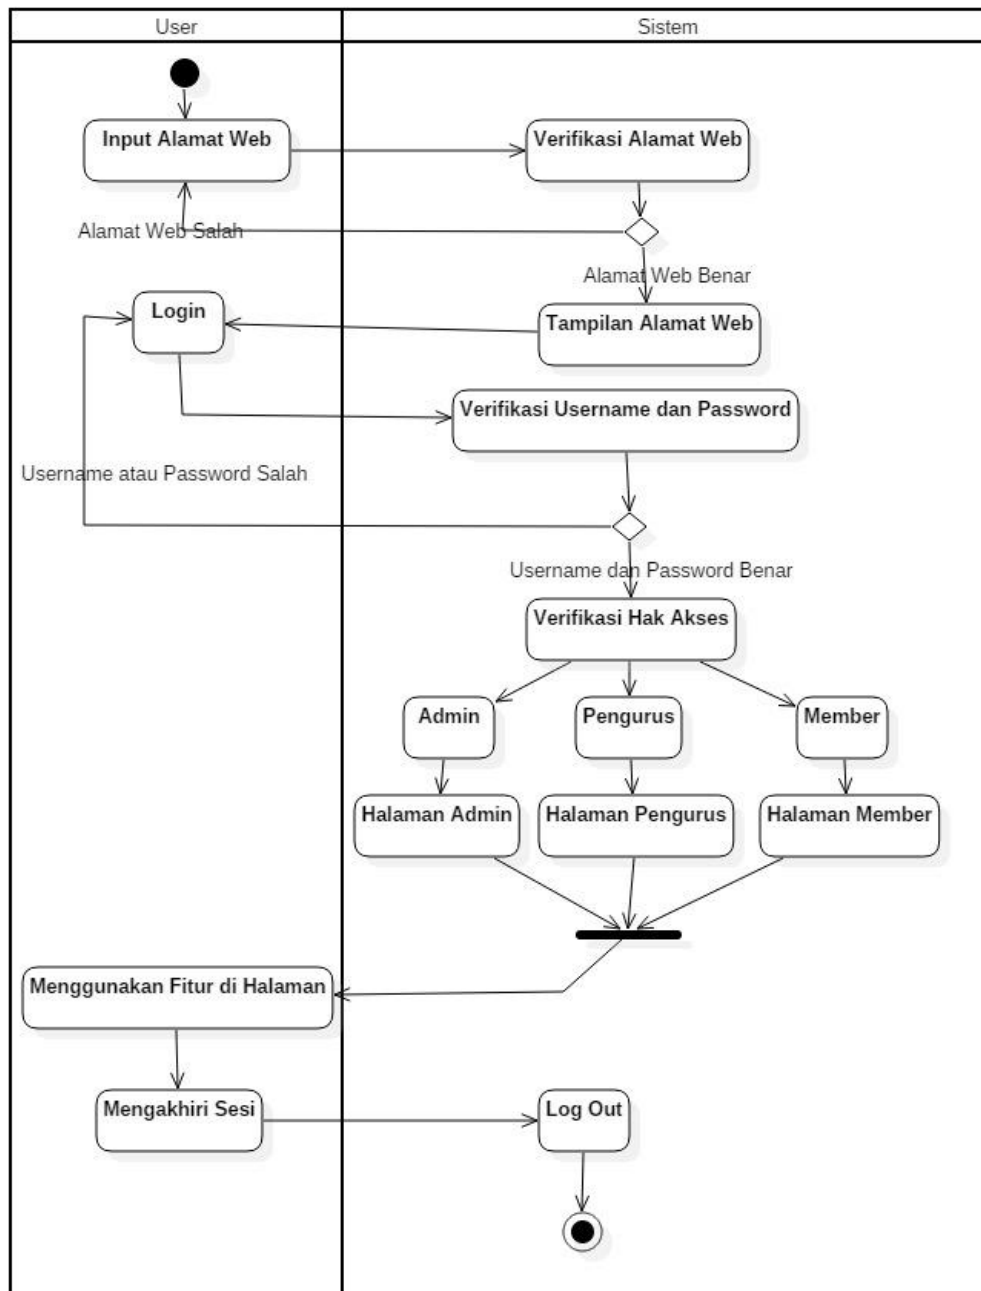 User
Sistem
Input Alamat Web
Verifikasi Alamat Web
Alamat Web Salah
Alamat Web Benar
Login
Tampilan Alamat Web
Verifikasi Username dan Password
Username atau Password Salah
Username dan Password Benar
Verifikasi Hak Akses
Admin
Pengurus
Member
Halaman Admin
Halaman Pengurus
Halaman Member
Menggunakan Fitur di Halaman
Mengakhiri Sesi
Log Out